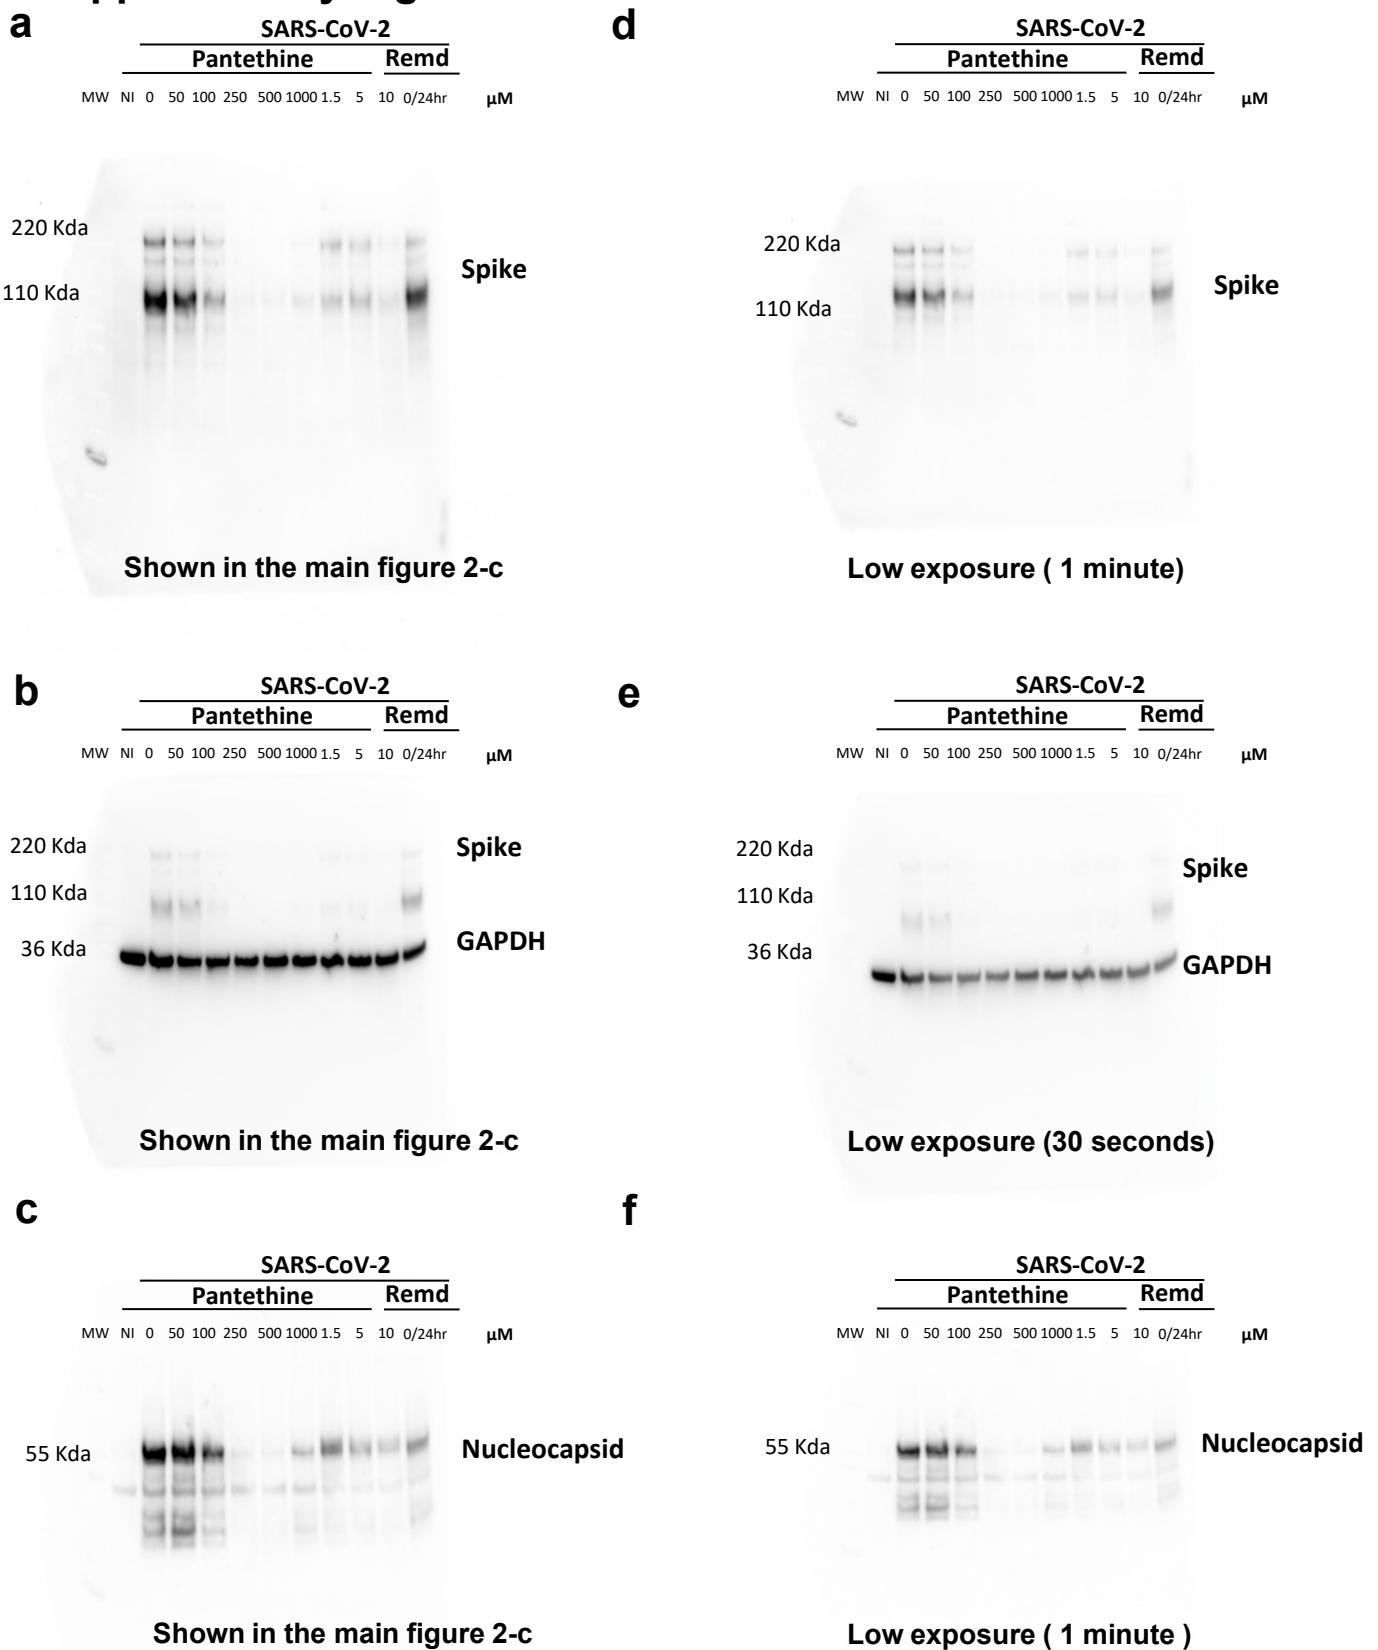 a
SARS-CoV-2
Pantethine Remd
MW NI 0 50 100 250 500 1000 1.5 5 10 0/24hr µM
220 Kda
110 Kda
Spike
Shown in the main figure 2-c
d
SARS-CoV-2
Pantethine Remd
MW NI 0 50 100 250 500 1000 1.5 5 10 0/24hr µM
220 Kda
110 Kda
Spike
Low exposure ( 1 minute)
b
SARS-CoV-2
Pantethine Remd
MW NI 0 50 100 250 500 1000 1.5 5 10 0/24hr µM
220 Kda
110 Kda
36 Kda
Spike
GAPDH
Shown in the main figure 2-c
e
SARS-CoV-2
Pantethine Remd
MW NI 0 50 100 250 500 1000 1.5 5 10 0/24hr µM
220 Kda
110 Kda
36 Kda
Spike
GAPDH
Low exposure (30 seconds)
c
SARS-CoV-2
Pantethine Remd
MW NI 0 50 100 250 500 1000 1.5 5 10 0/24hr µM
55 Kda
Nucleocapsid
Shown in the main figure 2-c
f
SARS-CoV-2
Pantethine Remd
MW NI 0 50 100 250 500 1000 1.5 5 10 0/24hr µM
55 Kda
Nucleocapsid
Low exposure ( 1 minute )